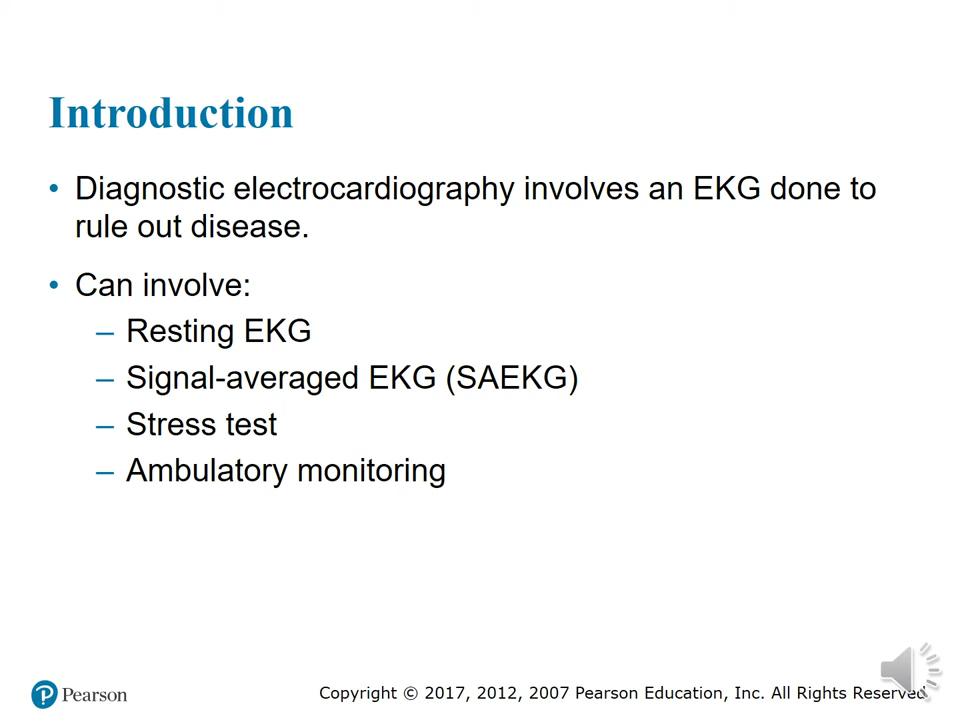 Introduction
• Diagnostic electrocardiography involves an EKG done to
rule out disease.
• Can involve:
– Resting EKG
– Signal-averaged EKG (SAEKG)
– Stress test
– Ambulatory monitoring
Pearson
Copyright © 2017, 2012, 2007 Pearson Education, Inc. All Rights Reserved